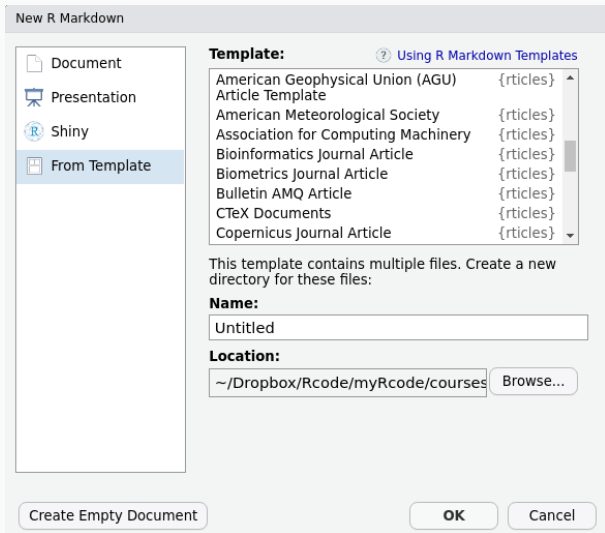 New R Markdown
Document
Presentation
R Shiny
From Template
Template:
? Using R Markdown Templates
American Geophysical Union (AGU) {rticles}
Article Template
American Meteorological Society {rticles}
Association for Computing Machinery {rticles}
Bioinformatics Journal Article {rticles}
Biometrics Journal Article {rticles}
Bulletin AMQ Article {rticles}
CTeX Documents {rticles}
Copernicus Journal Article {rticles}
This template contains multiple files. Create a new
directory for these files:
Name:
Untitled
Location:
~/Dropbox/Rcode/myRcode/courses
Browse...
Create Empty Document
OK
Cancel